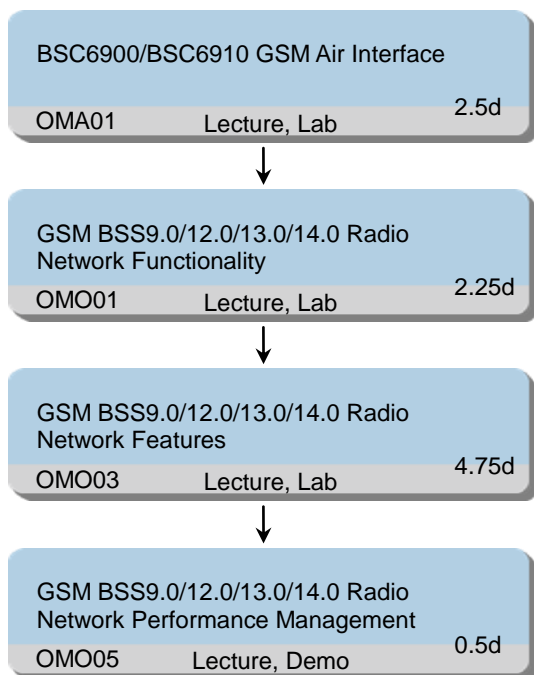 BSC6900/BSC6910 GSM Air Interface
2.5d
OMA01 Lecture, Lab
GSM BSS9.0/12.0/13.0/14.0 Radio
Network Functionality
2.25d
OMO01 Lecture, Lab
GSM BSS9.0/12.0/13.0/14.0 Radio
Network Features
4.75d
OMO03 Lecture, Lab
GSM BSS9.0/12.0/13.0/14.0 Radio
Network Performance Management
0.5d
OMO05 Lecture, Demo